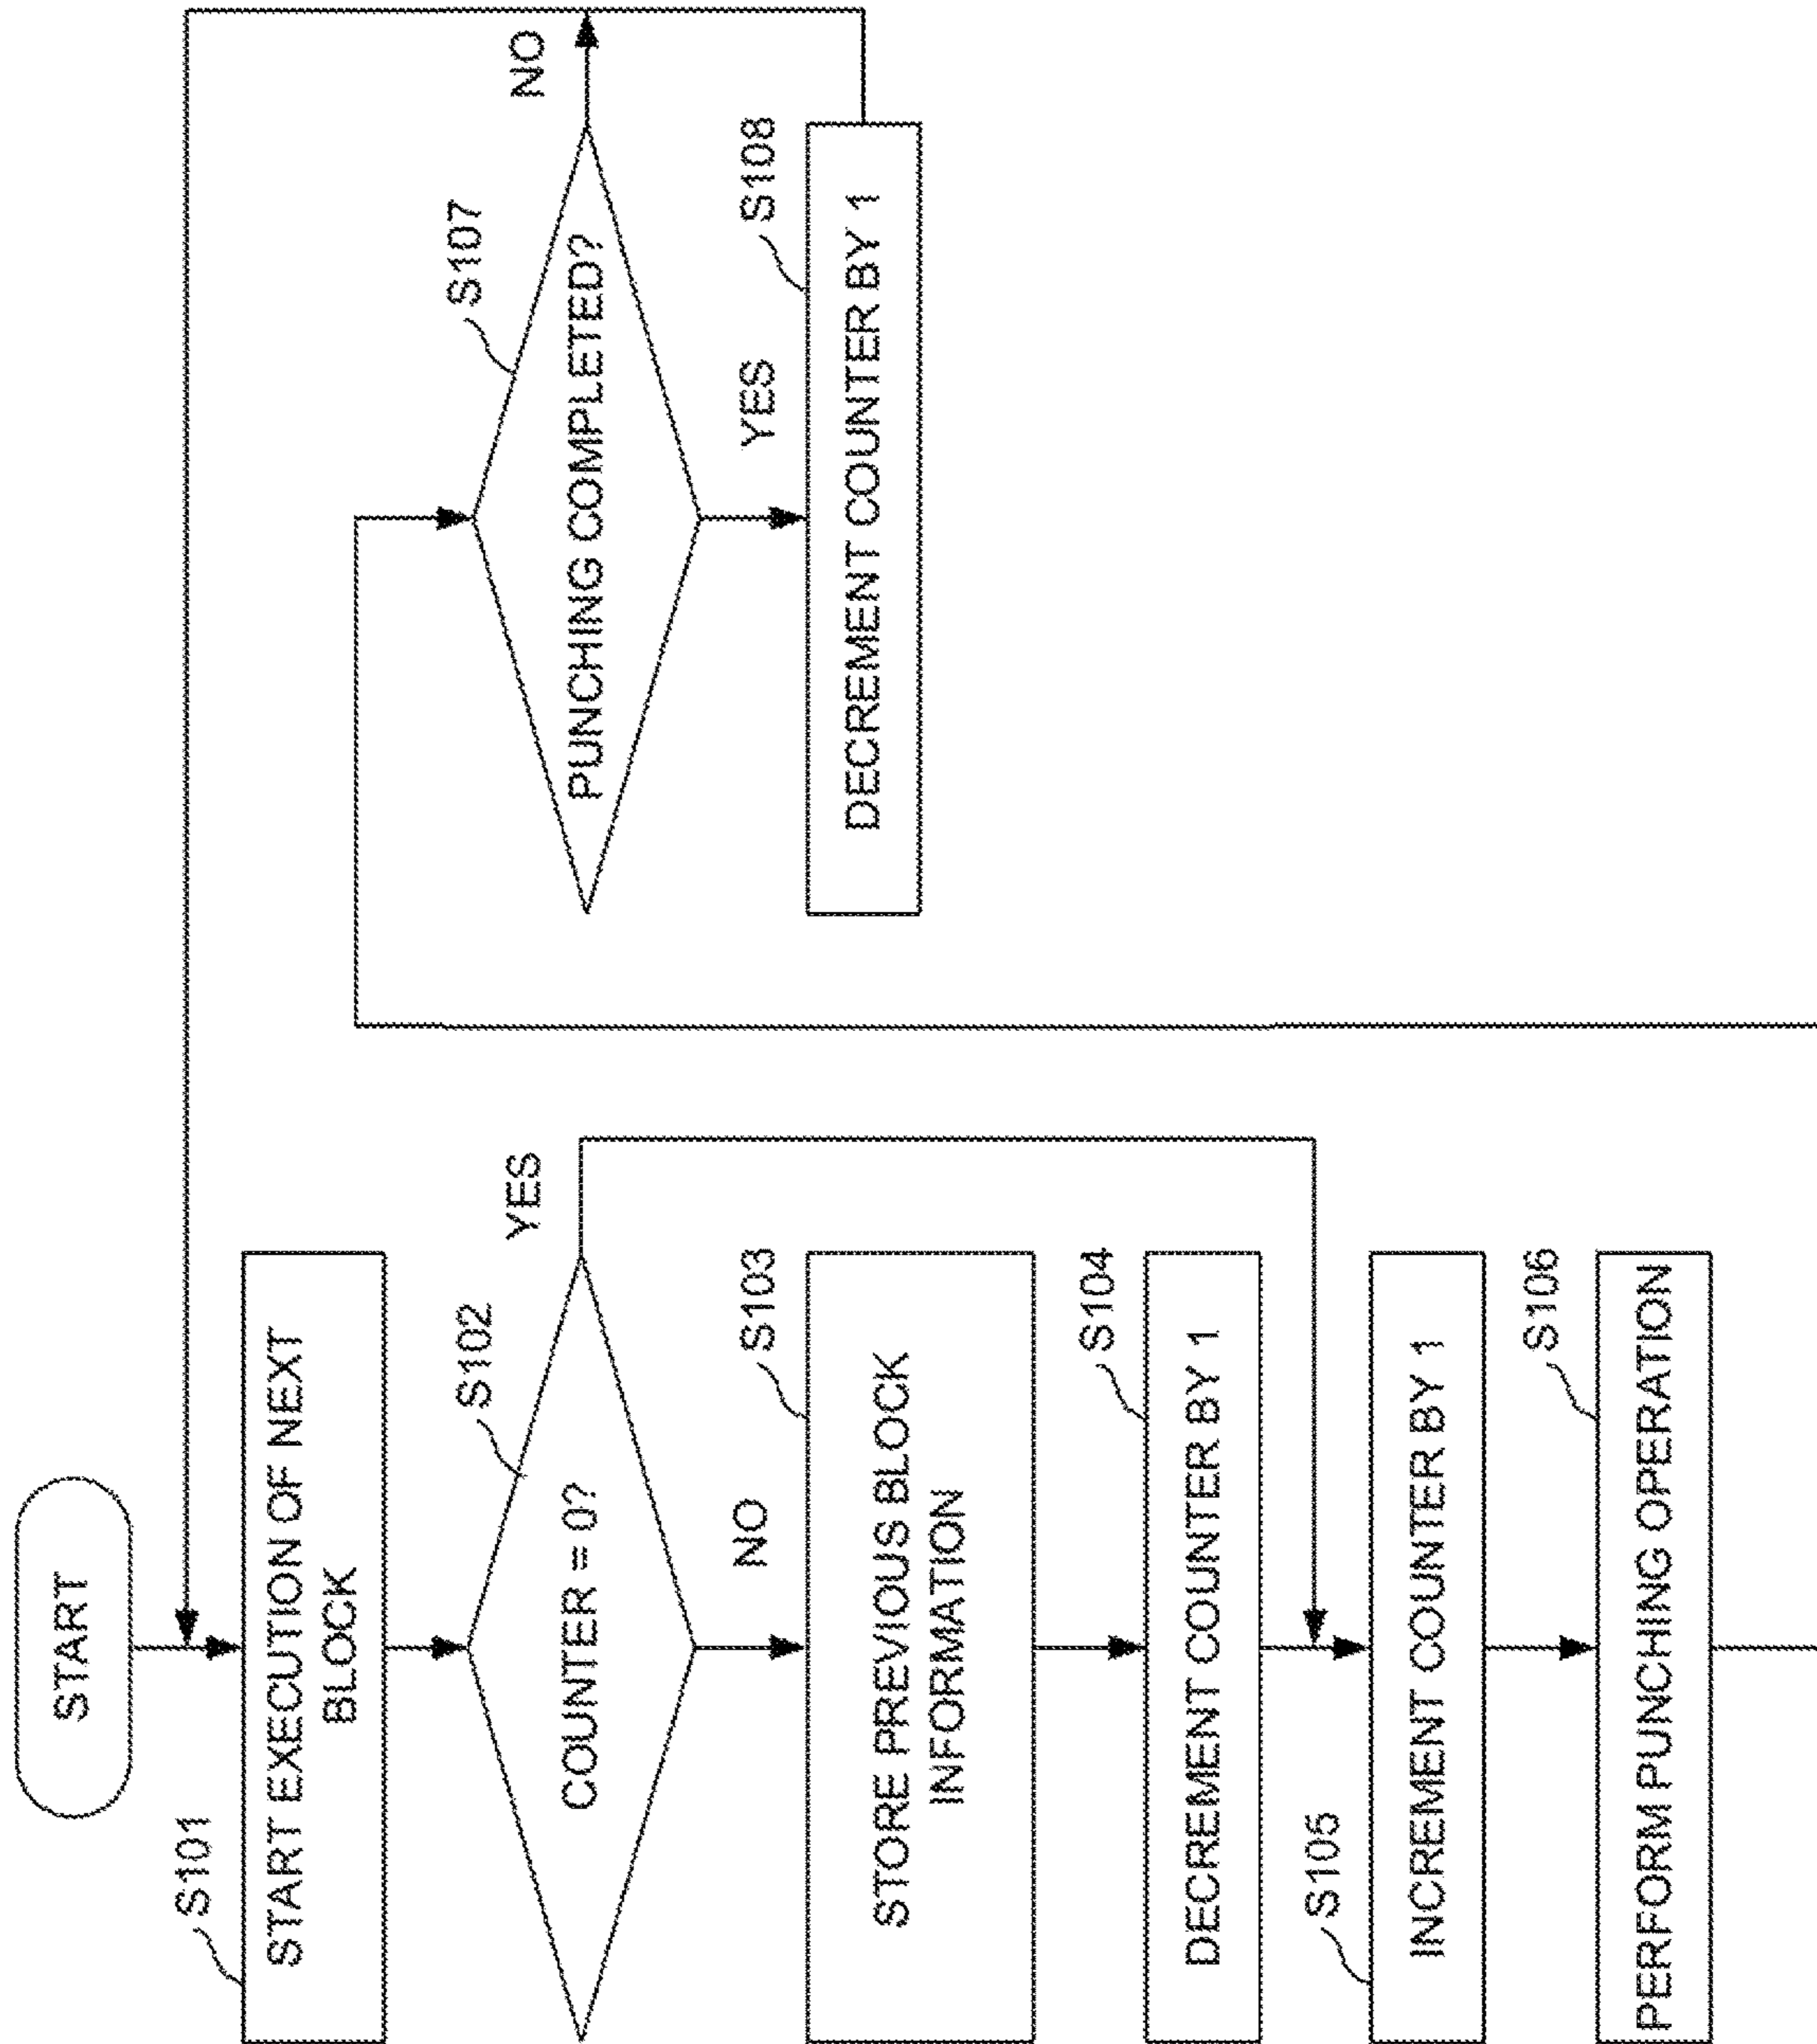 START
S101
START EXECUTION OF NEXT
BLOCK
S102
COUNTER = 0?
YES
NO
S103
STORE PREVIOUS BLOCK
INFORMATION
S104
DECREMENT COUNTER BY 1
S105
INCREMENT COUNTER BY 1
S106
PERFORM PUNCHING OPERATION
S107
PUNCHING COMPLETED?
NO
YES
S108
DECREMENT COUNTER BY 1